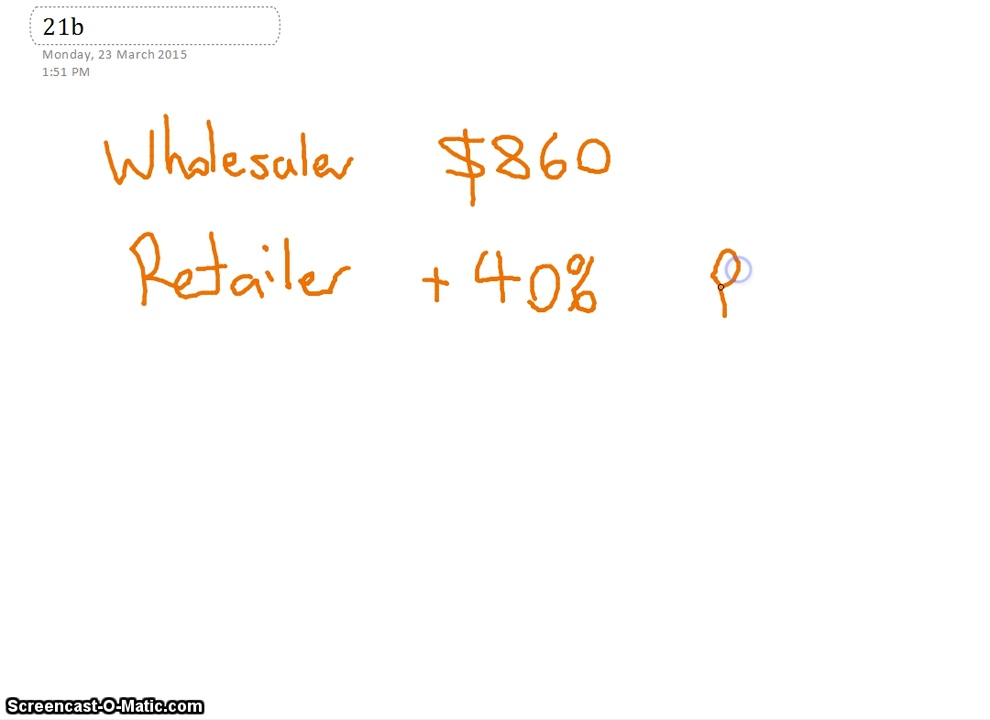 21b
Monday, 23 March 2015
1:51 PM
Wholesaler $860
Retailer + 40% P
Screencast-O-Matic.com